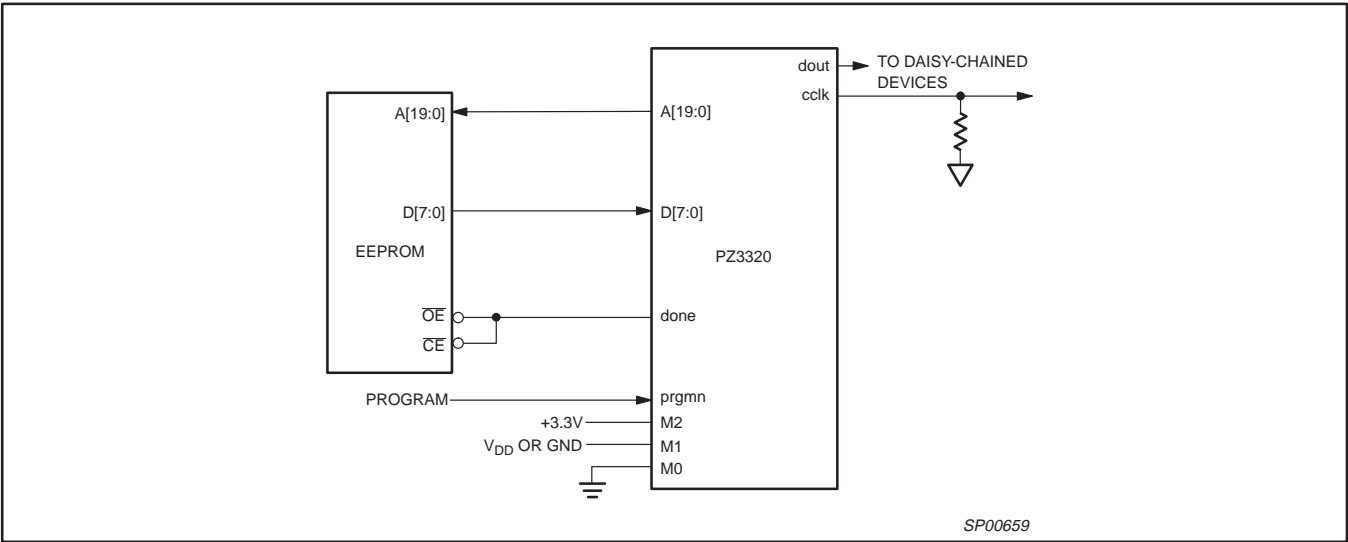 dout
TO DAISY-CHAINED
DEVICES
cclk
A[19:0]
A[19:0]
D[7:0]
D[7:0]
EEPROM
PZ3320
OE
done
CE
PROGRAM
prgmn
+3.3V
M2
VDD OR GND
M1
M0
SP00659